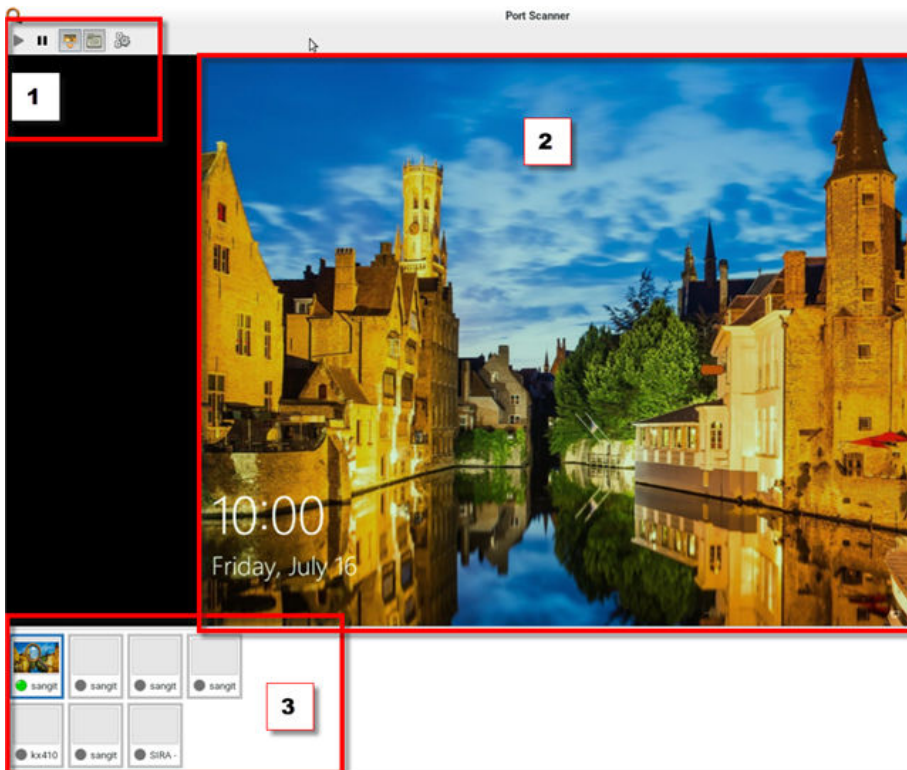 Port Scanner
1
2
10:00
Friday, July 16
sangit
sangit
sangit
sangit
3
kx410
sangit
SIRA -